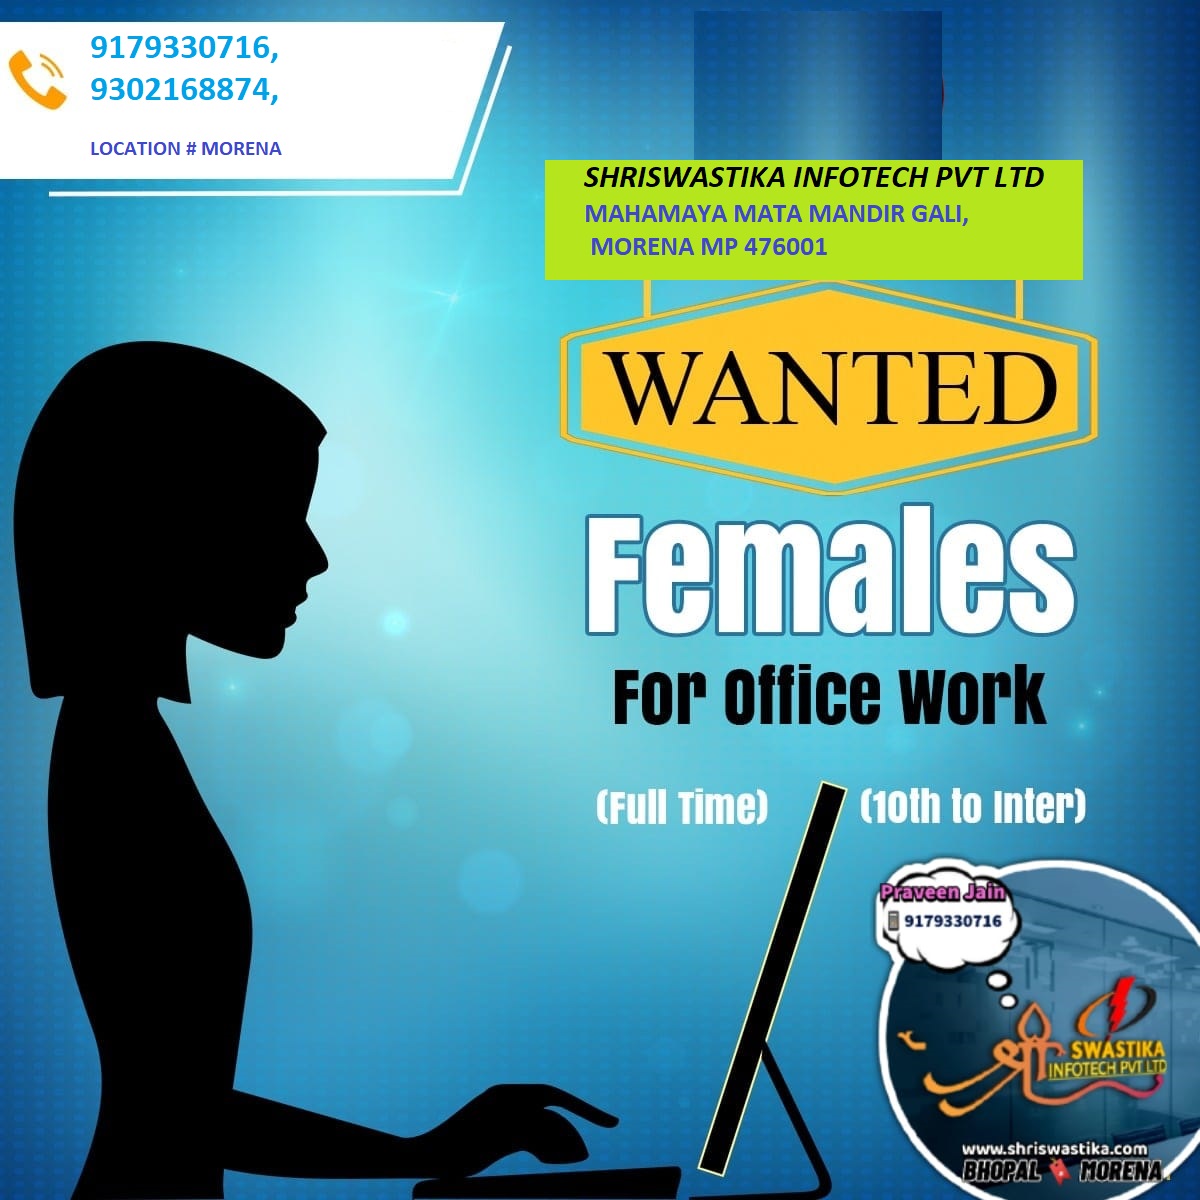 9179330716,
9302168874,
LOCATION # MORENA
SHRISWASTIKA INFOTECH PVT LTD
MAHAMAYA MATA MANDIR GALI,
MORENA MP 476001
WANTED
Females
For Office Work
(Full Time) (10th to Inter)
Praveen Jain
9179330716
श्री SWASTIKA
INFOTECH PVT LTD
www.shriswastika.com
BHOPAL MORENA